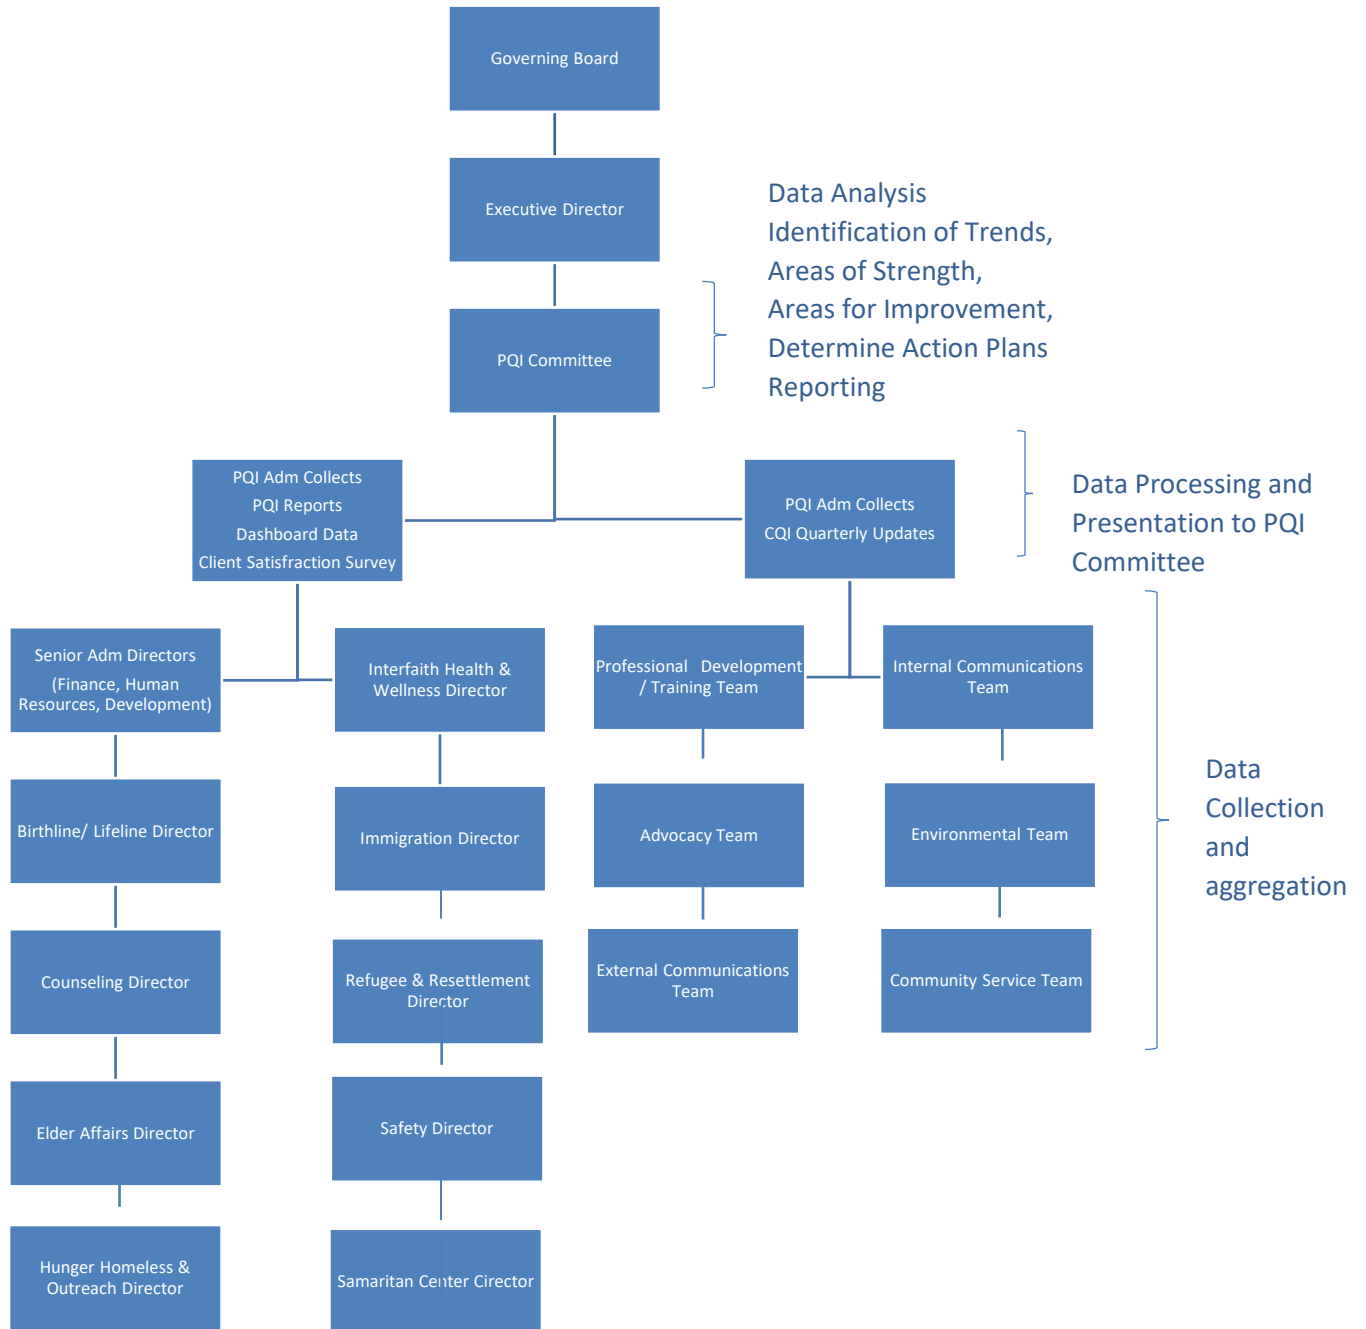 Governing Board
Executive Director
Data Analysis
Identification of Trends,
Areas of Strength,
Areas for Improvement,
Determine Action Plans
Reporting
PQI Committee
PQI Adm Collects
PQI Reports
Dashboard Data
Client Satisfraction Survey
PQI Adm Collects
CQI Quarterly Updates
Data Processing and
Presentation to PQI
Committee
Senior Adm Directors
(Finance, Human
Resources, Development)
Interfaith Health &
Wellness Director
Professional Development
/ Training Team
Internal Communications
Team
Birthline/ Lifeline Director
Immigration Director
Advocacy Team
Environmental Team
Data
Collection
and
aggregation
Counseling Director
Refugee & Resettlement
Director
External Communications
Team
Community Service Team
Elder Affairs Director
Safety Director
Hunger Homeless &
Outreach Director
Samaritan Center Cirector